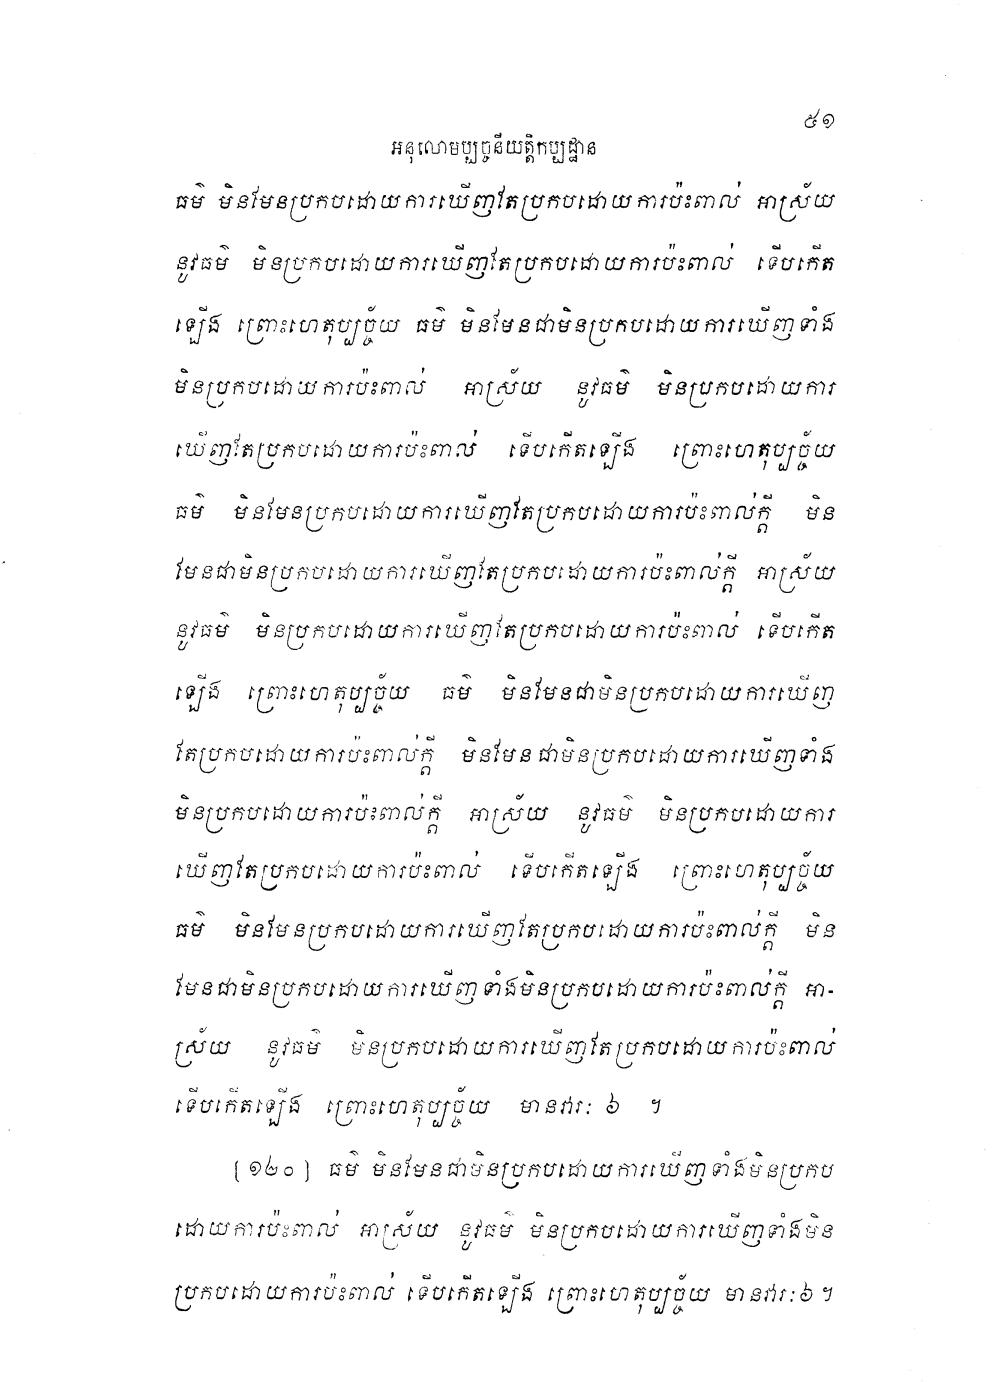 ៥១
អនុលោមប្បច្ចនីយត្តិកប្បដ្ឋាន
ធម៌ មិនមែនប្រកបដោយការឃើញតែប្រកបដោយការប៉ះពាល់ អាស្រ័យ
នូវធម៌ មិនប្រកបដោយការឃើញតែប្រកបដោយការប៉ះពាល់ ទើបកើត
ឡើង ព្រោះហេតុប្បច្ច័យ ធម៌ មិនមែនជាមិនប្រកបដោយការឃើញទាំង
មិនប្រកបដោយការប៉ះពាល់ អាស្រ័យ នូវធម៌ មិនប្រកបដោយការ
ឃើញតែប្រកបដោយការប៉ះពាល់ ទើបកើតឡើង ព្រោះហេតុប្បច្ច័យ
ធម៌ មិនមែនប្រកបដោយការឃើញតែប្រកបដោយការប៉ះពាល់ក្តី មិន
មែនជាមិនប្រកបដោយការឃើញតែប្រកបដោយការប៉ះពាល់ក្តី អាស្រ័យ
នូវធម៌ មិនប្រកបដោយការឃើញតែប្រកបដោយការប៉ះពាល់ ទើបកើត
ឡើង ព្រោះហេតុប្បច្ច័យ ធម៌ មិនមែនជាមិនប្រកបដោយការឃើញ
តែប្រកបដោយការប៉ះពាល់ក្តី មិនមែនជាមិនប្រកបដោយការឃើញទាំង
មិនប្រកបដោយការប៉ះពាល់ក្តី អាស្រ័យ នូវធម៌ មិនប្រកបដោយការ
ឃើញតែប្រកបដោយការប៉ះពាល់ ទើបកើតឡើង ព្រោះហេតុប្បច្ច័យ
ធម៌ មិនមែនប្រកបដោយការឃើញតែប្រកបដោយការប៉ះពាល់ក្តី មិន
មែនជាមិនប្រកបដោយការឃើញទាំងមិនប្រកបដោយការប៉ះពាល់ក្តី អា-
ស្រ័យ នូវធម៌ មិនប្រកបដោយការឃើញតែប្រកបដោយការប៉ះពាល់
ទើបកើតឡើង ព្រោះហេតុប្បច្ច័យ មានវារៈ ៦ ។
[១២០] ធម៌ មិនមែនជាមិនប្រកបដោយការឃើញទាំងមិនប្រកប
ដោយការប៉ះពាល់ អាស្រ័យ នូវធម៌ មិនប្រកបដោយការឃើញទាំងមិន
ប្រកបដោយការប៉ះពាល់ ទើបកើតឡើង ព្រោះហេតុប្បច្ច័យ មានវារៈ ៦ ។